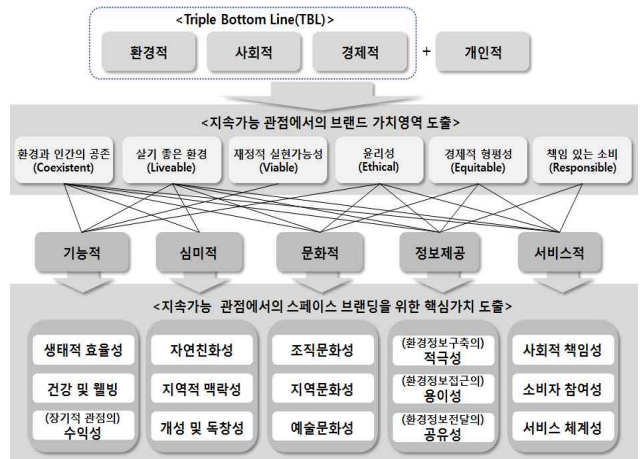 <Triple Bottom Line(TBL)>
환경적 사회적 경제적 + 개인적
<지속가능 관점에서의 브랜드 가치영역 도출>
환경과 인간의 공존 살기 좋은 환경 재정적 실현가능성 윤리성 경제적 형평성 책임 있는 소비
(Coexistent) (Liveable) (Viable) (Ethical) (Equitable) (Responsible)
기능적 심미적 문화적 정보제공 서비스적
<지속가능 관점에서의 스페이스 브랜딩을 위한 핵심가치 도출>
생태적 효율성 자연친화성 조직문화성 (환경정보구축의) 적극성 사회적 책임성
건강 및 웰빙 지역적 맥락성 지역문화성 (환경정보접근의) 용이성 소비자 참여성
(장기적 관점의) 수익성 개성 및 독창성 예술문화성 (환경정보전달의) 공유성 서비스 체계성